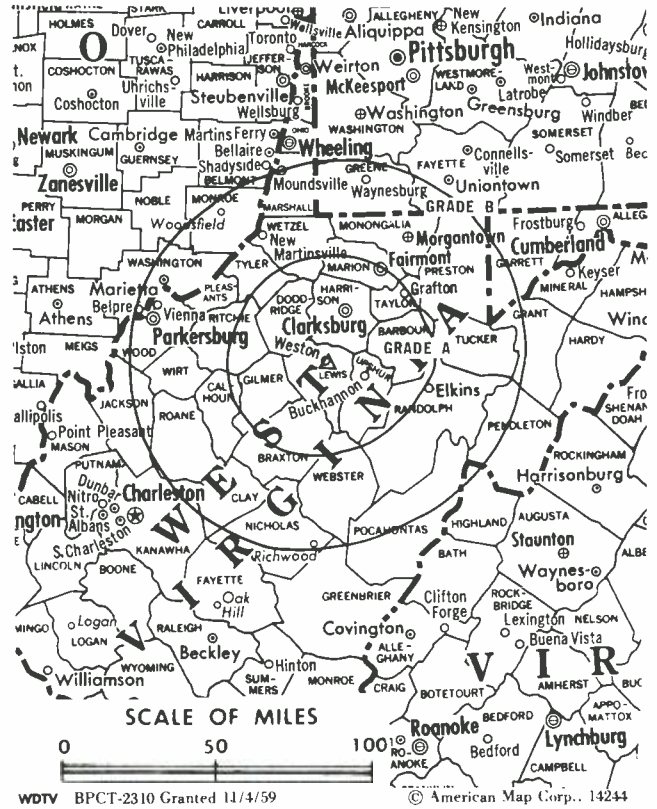 HOLMES STARK CARROLL Liverpool ALLEGHENY New Kensington Indiana
Dover New Philadelphia Toronto Wellsville HANCOCK Aliquippa
Hollidaysburg
KNOX O TUSCARAWAS JEFFERSON Weirton Pittsburgh
COSHOCTON HARRISON McKeesport WESTMORELAND Westmont Johnstown
Coshocton Uhrichsville Steubenville BROOKE Latrobe
Wellsburg Washington Greensburg Windber
WASHINGTON SOMERSET
Newark Cambridge Martins Ferry OHIO
MUSKINGUM GUERNSEY Bellaire Wheeling FAYETTE Connellsville Somerset
Zanesville Shadyside GREENE
BELMONT Moundsville Waynesburg Uniontown
NOBLE MONROE MARSHALL GRADE B
PERRY MORGAN Woodsfield WETZEL MONONGALIA Frostburg
New Martinsville Morgantown Cumberland
WASHINGTON TYLER MARION Fairmont PRESTON GARRETT Keyser
ATHENS Marietta PLEASANTS HARRISON Grafton MINERAL
Athens Belpre Vienna RITCHIE DODDRIDGE TAYLOR GRANT HAMPSH
Parkersburg Clarksburg BARBOUR A HARDY
MEIGS WOOD Weston GRADE A TUCKER
WIRT GILMER LEWIS UPSHUR
JACKSON CALHOUN Buckhannon Elkins
ROANE T N RANDOLPH SHENANDOAH
Point Pleasant PENDLETON
MASON S I BRAXTON ROCKINGHAM
PUTNAM WEBSTER Harrisonburg
CABELL Dunbar Charleston E CLAY G
Nitro W NICHOLAS HIGHLAND AUGUSTA
St. Albans R POCAHONTAS Staunton
S. Charleston KANAWHA Richwood BATH
LINCOLN BOONE I FAYETTE Waynesboro
Oak Hill GREENBRIER Clifton Forge ROCKBRIDGE NELSON
Logan V RALEIGH Covington Lexington
LOGAN Beckley ALLEGHANY Buena Vista
WYOMING Hinton V I R
Williamson SUMMERS MONROE CRAIG BOTETOURT AMHERST
SCALE OF MILES APPOMATTOX
BEDFORD
0 50 100 Roanoke Lynchburg
ROANOKE Bedford
CAMPBELL
WDTV BPCT-2310 Granted 11/4/59 © American Map Corp., 14244